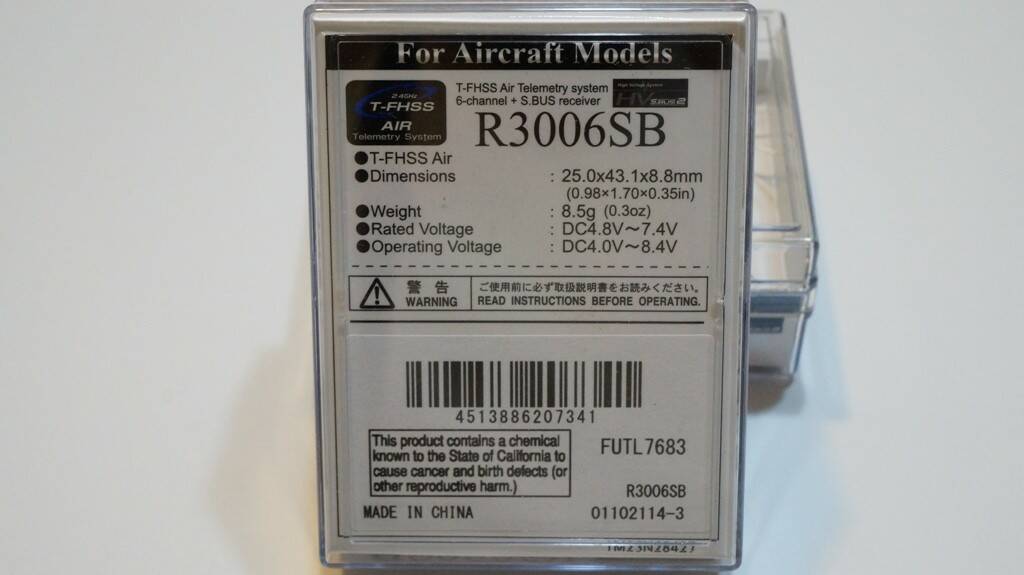 For Aircraft Models
2.4GHz
T-FHSS
AIR
Telemetry System
T-FHSS Air Telemetry system
6-channel + S.BUS receiver
High Voltage System
HV S.BUS2
R3006SB
●T-FHSS Air
●Dimensions : 25.0x43.1x8.8mm
(0.98×1.70×0.35in)
●Weight : 8.5g (0.3oz)
●Rated Voltage : DC4.8V～7.4V
●Operating Voltage : DC4.0V～8.4V
警告
WARNING
ご使用前に必ず取扱説明書をお読みください。
READ INSTRUCTIONS BEFORE OPERATING.
4513886207341
This product contains a chemical
known to the State of California to
cause cancer and birth defects (or
other reproductive harm.)
FUTL7683
R3006SB
MADE IN CHINA
01102114-3